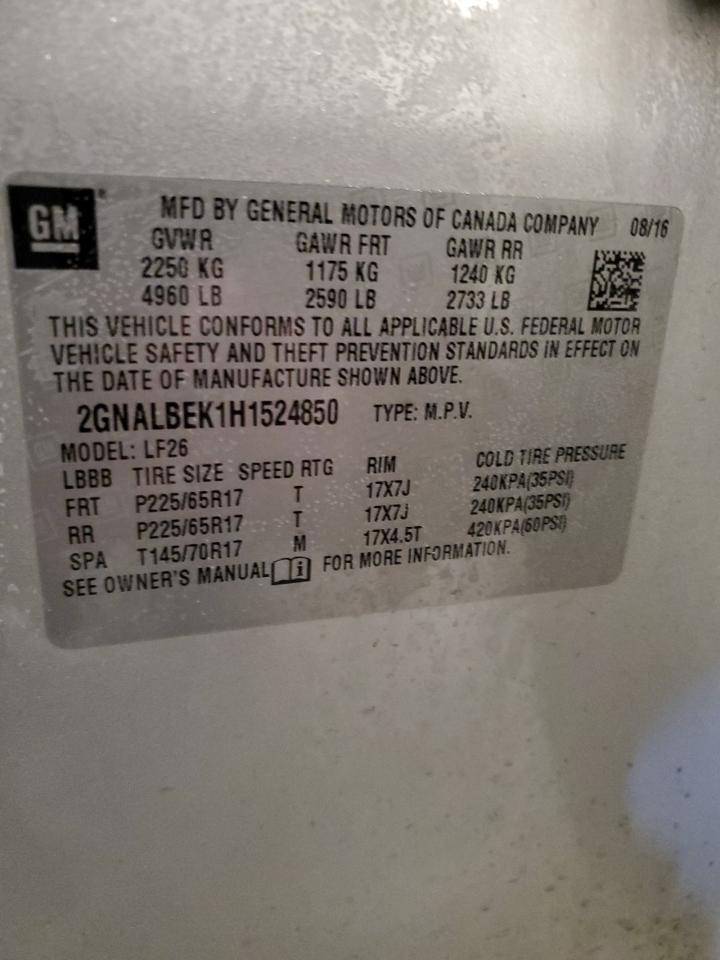 GM
MFD BY GENERAL MOTORS OF CANADA COMPANY 08/16
GVWR GAWR FRT GAWR RR
2250 KG 1175 KG 1240 KG
4960 LB 2590 LB 2733 LB
THIS VEHICLE CONFORMS TO ALL APPLICABLE U.S. FEDERAL MOTOR
VEHICLE SAFETY AND THEFT PREVENTION STANDARDS IN EFFECT ON
THE DATE OF MANUFACTURE SHOWN ABOVE.
2GNALBEK1H1524850 TYPE: M.P.V.
MODEL: LF26
LBBB TIRE SIZE SPEED RTG RIM COLD TIRE PRESSURE
FRT P225/65R17 T 17X7J 240KPA(35PSI)
RR P225/65R17 T 17X7J 240KPA(35PSI)
SPA T145/70R17 M 17X4.5T 420KPA(60PSI)
SEE OWNER'S MANUAL FOR MORE INFORMATION.